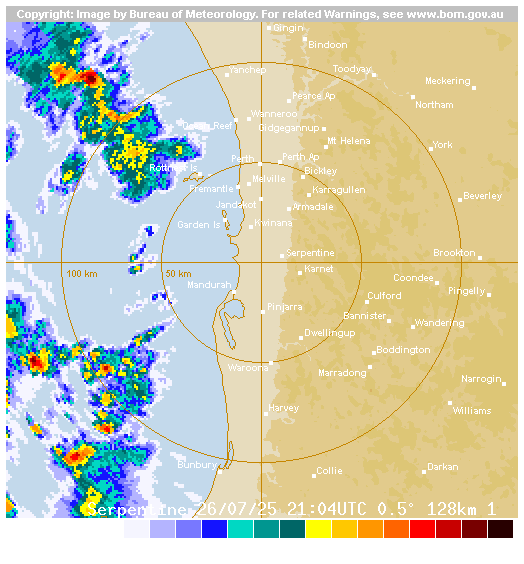 Copyright: Image by Bureau of Meteorology. For related Warnings, see www.bom.gov.au
Gingin
Bindoon
Yanchep
Toodyay
Meckering
Pearce Ap
Northam
Wanneroo
Reef
Gidgegannup
Mt Helena
York
Perth
Perth Ap
Bickley
Melville
Fremantle
Karragullen
Beverley
Jandakot
Armadale
Garden Is
Kwinana
Serpentine
Brookton
100 km
50 km
Karnet
Coondee
Mandurah
Pingelly
Culford
Pinjarra
Bannister
Wandering
Dwellingup
Boddington
Waroona
Marradong
Narrogin
Harvey
Williams
Bunbury
Collie
Darkan
Serpentine 26/07/25 21:04UTC 0.5° 128km 1